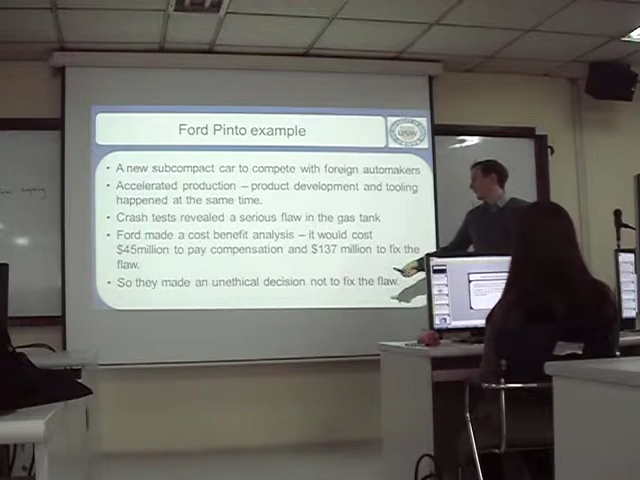 Ford Pinto example
• A new subcompact car to compete with foreign automakers
• Accelerated production – product development and tooling
happened at the same time.
• Crash tests revealed a serious flaw in the gas tank
• Ford made a cost benefit analysis – it would cost
$45million to pay compensation and $137 million to fix the
flaw.
• So they made an unethical decision not to fix the flaw.